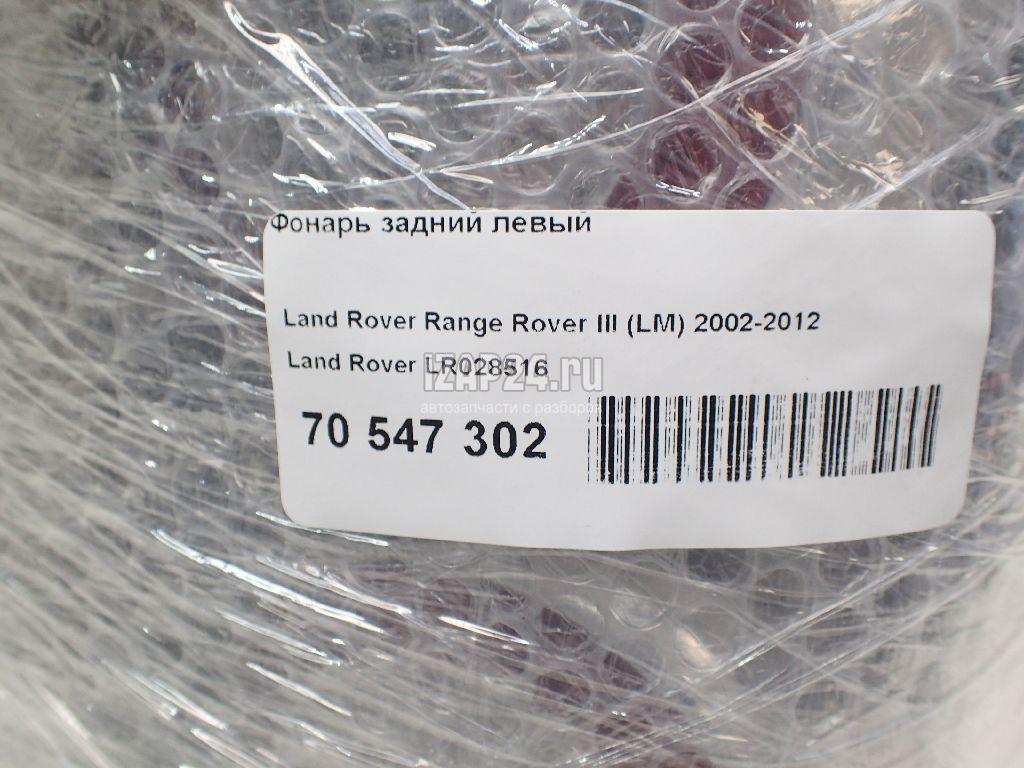 Фонарь задний левый
Land Rover Range Rover III (LM) 2002-2012
Land Rover LR028516
IZAP24.ru
автозапчасти с разборок
70 547 302